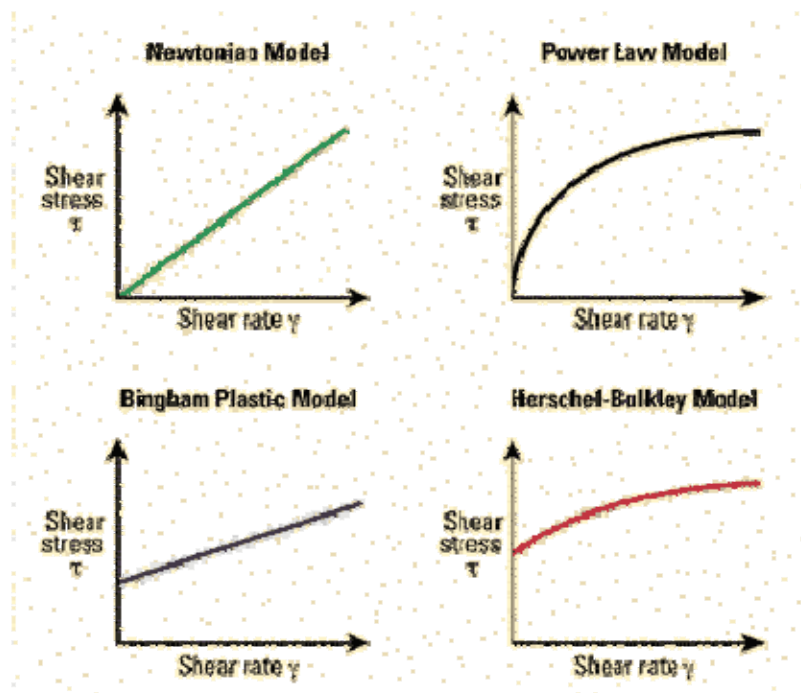 Newtonian Model
Power Law Model
Shear
stress
τ
Shear rate γ
Shear
stress
τ
Shear rate γ
Bingham Plastic Model
Herschel-Bulkley Model
Shear
stress
τ
Shear rate γ
Shear
stress
τ
Shear rate γ